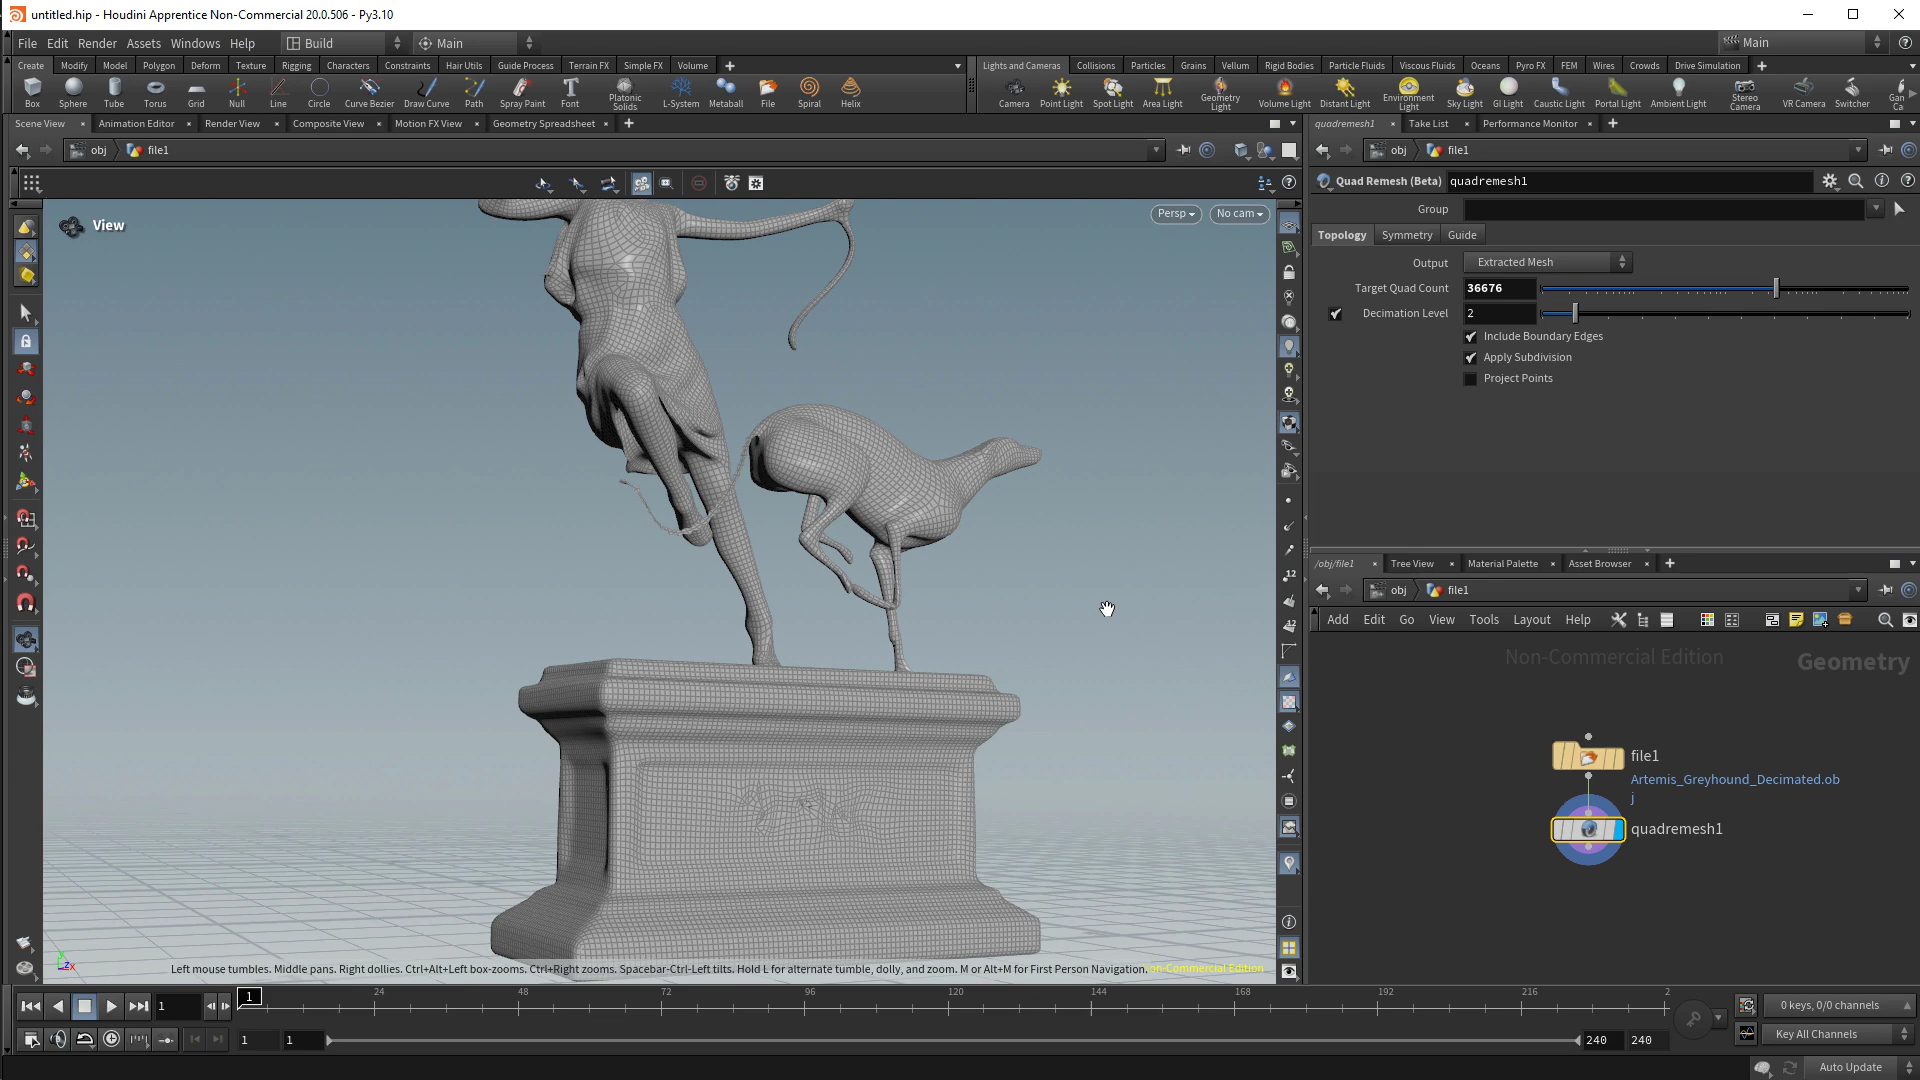 untitled.hip - Houdini Apprentice Non-Commercial 20.0.506 - Py3.10
File Edit Render Assets Windows Help Build Main Main
Create Modify Model Polygon Deform Texture Rigging Characters Constraints Hair Utils Guide Process Terrain FX Simple FX Volume
Lights and Cameras Collisions Particles Grains Vellum Rigid Bodies Particle Fluids Viscous Fluids Oceans Pyro FX FEM Wires Crowds Drive Simulation
Box Sphere Tube Torus Grid Null Line Circle Curve Bezier Draw Curve Path Spray Paint Font Platonic Solids L-System Metaball File Spiral Helix
Camera Point Light Spot Light Area Light Geometry Light Volume Light Distant Light Environment Light Sky Light GI Light Caustic Light Portal Light Ambient Light Stereo Camera VR Camera Switcher Gan Ca
Scene View Animation Editor Render View Composite View Motion FX View Geometry Spreadsheet
quadremesh1 Take List Performance Monitor
obj file1
obj file1
Quad Remesh (Beta) quadremesh1
Group
Topology Symmetry Guide
Output Extracted Mesh
Target Quad Count 36676
Decimation Level 2
Include Boundary Edges
Apply Subdivision
Project Points
View
Persp No cam
12
12
Left mouse tumbles. Middle pans. Right dollies. Ctrl+Alt+Left box-zooms. Ctrl+Right zooms. Spacebar-Ctrl-Left tilts. Hold L for alternate tumble, dolly, and zoom. M or Alt+M for First Person Navigation.
on-Commercial Edition
/obj/file1 Tree View Material Palette Asset Browser
obj file1
Add Edit Go View Tools Layout Help
Non-Commercial Edition Geometry
file1
Artemis_Greyhound_Decimated.ob
j
quadremesh1
1 1 24 48 72 96 120 144 168 192 216 2
0 keys, 0/0 channels
1 1 240 240
Key All Channels
Auto Update